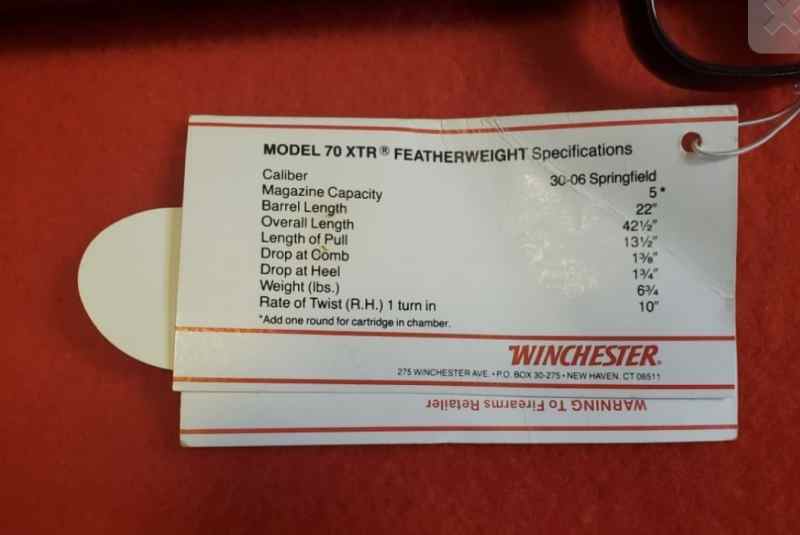 MODEL 70 XTR® FEATHERWEIGHT Specifications
Caliber 30-06 Springfield
Magazine Capacity 5*
Barrel Length 22"
Overall Length 42½"
Length of Pull 13½"
Drop at Comb 1⅜"
Drop at Heel 1¾"
Weight (lbs.) 6¾
Rate of Twist (R.H.) 1 turn in 10"
*Add one round for cartridge in chamber.
WINCHESTER®
275 WINCHESTER AVE. • P.O. BOX 30-275 • NEW HAVEN, CT 06511
WARNING To Firearms Retailer